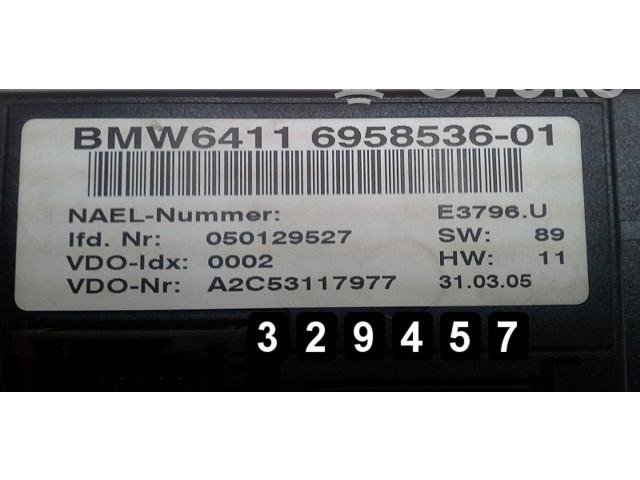 BMW6411 6958536-01
NAEL-Nummer: E3796.U
lfd. Nr: 050129527 SW: 89
VDO-Idx: 0002 HW: 11
VDO-Nr: A2C53117977 31.03.05
3 2 9 4 5 7